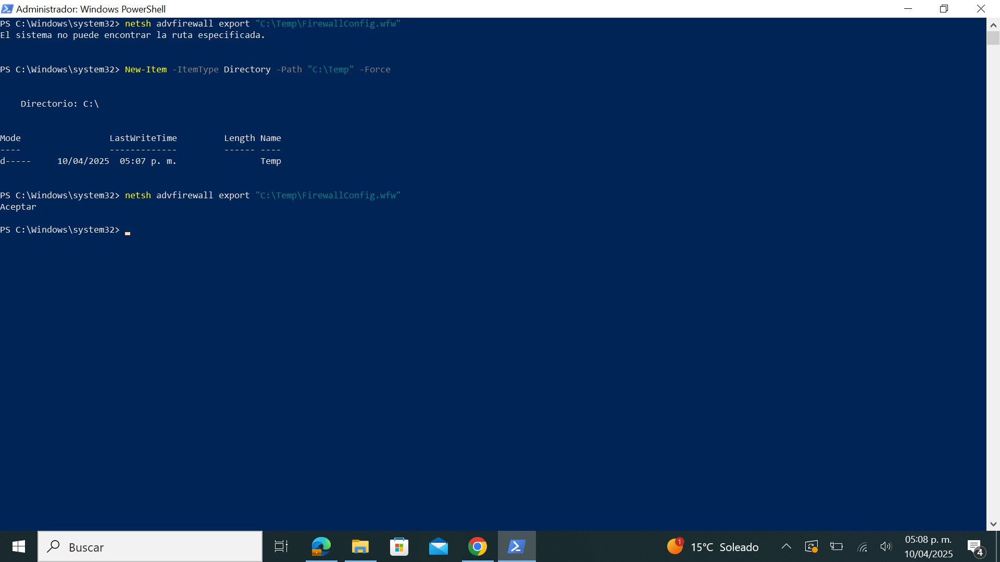 Administrador: Windows PowerShell
PS C:\Windows\system32> netsh advfirewall export "C:\Temp\FirewallConfig.wfw"
El sistema no puede encontrar la ruta especificada.
PS C:\Windows\system32> New-Item -ItemType Directory -Path "C:\Temp" -Force
Directorio: C:\
Mode                 LastWriteTime         Length Name
----                 -------------         ------ ----
d-----     10/04/2025  05:07 p. m.                Temp
PS C:\Windows\system32> netsh advfirewall export "C:\Temp\FirewallConfig.wfw"
Aceptar
PS C:\Windows\system32>
Buscar
1
15°C Soleado
05:08 p. m.
10/04/2025
4